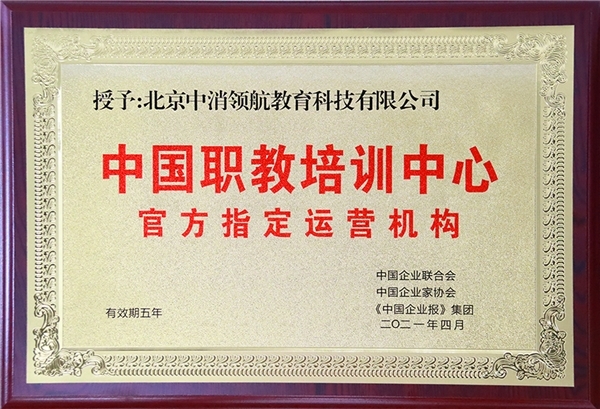 授予:北京中消领航教育科技有限公司
中国职教培训中心
官方指定运营机构
中国企业联合会
中国企业家协会
有效期五年
《中国企业报》集团
二〇二一年四月